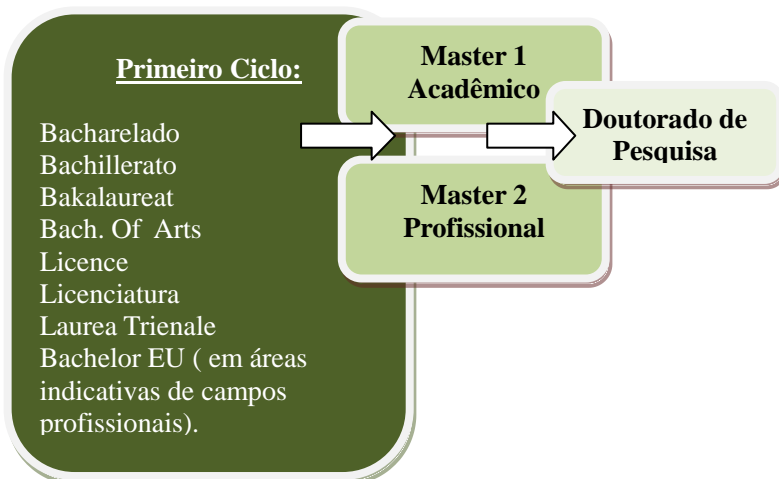 Primeiro Ciclo:
Bacharelado
Bachillerato
Bakalaureat
Bach. Of Arts
Licence
Licenciatura
Laurea Trienale
Bachelor EU ( em áreas
indicativas de campos
profissionais).
Master 1
Acadêmico
Master 2
Profissional
Doutorado de
Pesquisa